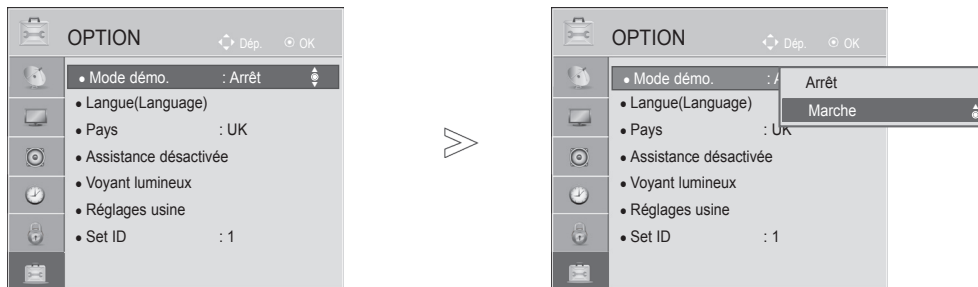 OPTION Dép. OK
• Mode démo. : Arrêt
• Langue(Language)
• Pays : UK
• Assistance désactivée
• Voyant lumineux
• Réglages usine
• Set ID : 1
OPTION Dép. OK
• Mode démo. : A
Arrêt
• Langue(Language)
Marche
• Pays : UK
• Assistance désactivée
• Voyant lumineux
• Réglages usine
• Set ID : 1